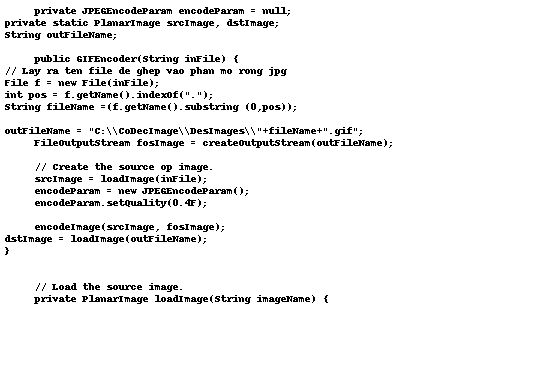 private JPEGEncodeParam encodeParam = null;
private static PlanarImage srcImage, dstImage;
String outFileName;
public GIFEncoder(String inFile) {
// Lay ra ten file de ghep vao phan mo rong jpg
File f = new File(inFile);
int pos = f.getName().indexOf(".");
String fileName =(f.getName().substring (0,pos));
outFileName = "C:\\CoDecImage\\DesImages\\"+fileName+".gif";
FileOutputStream fosImage = createOutputStream(outFileName);
// Create the source op image.
srcImage = loadImage(inFile);
encodeParam = new JPEGEncodeParam();
encodeParam.setQuality(0.4F);
encodeImage(srcImage, fosImage);
dstImage = loadImage(outFileName);
}
// Load the source image.
private PlanarImage loadImage(String imageName) {